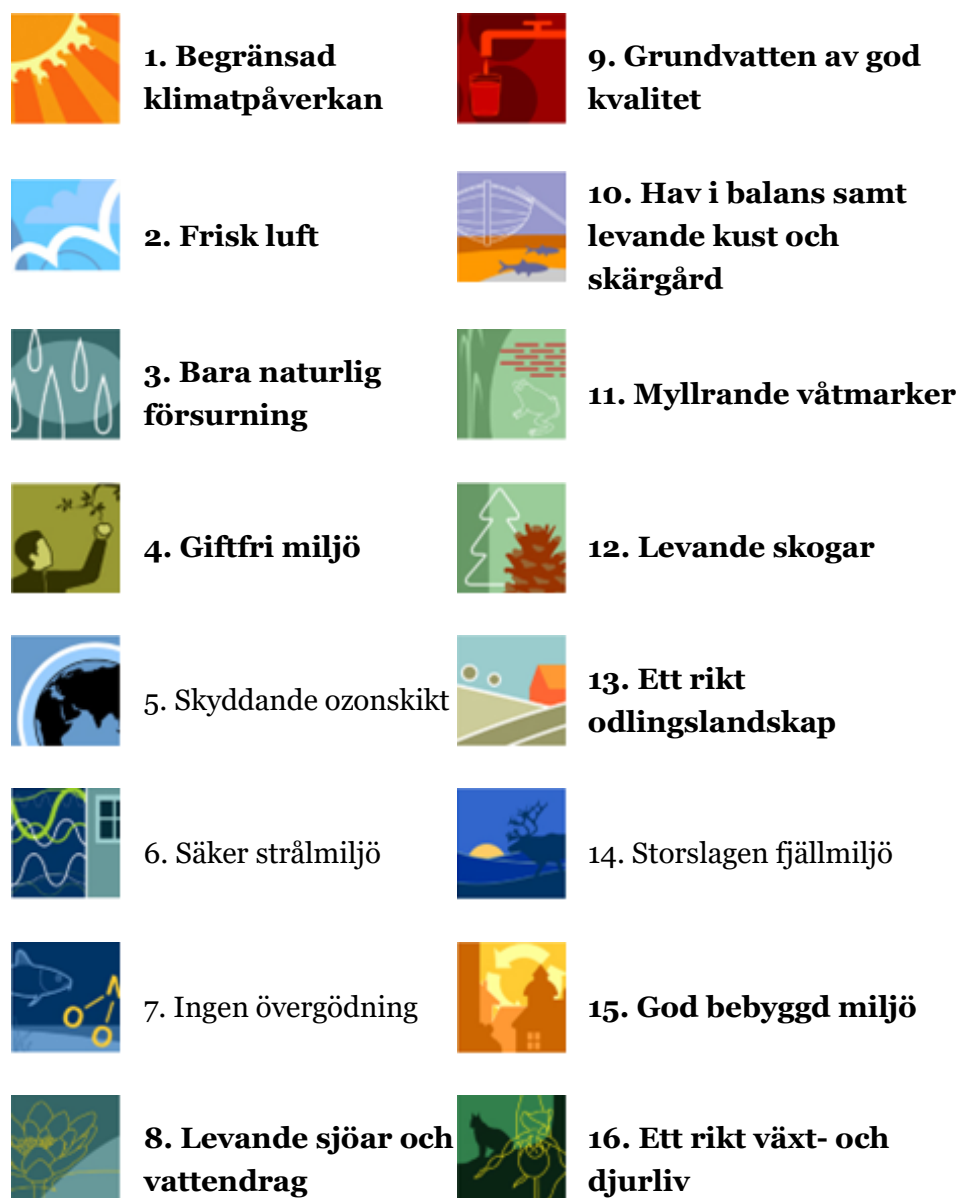 1. Begränsad
klimatpåverkan
2. Frisk luft
3. Bara naturlig
försurning
4. Giftfri miljö
5. Skyddande ozonskikt
6. Säker strålmiljö
7. Ingen övergödning
8. Levande sjöar och
vattendrag
9. Grundvatten av god
kvalitet
10. Hav i balans samt
levande kust och
skärgård
11. Myllrande våtmarker
12. Levande skogar
13. Ett rikt
odlingslandskap
14. Storslagen fjällmiljö
15. God bebyggd miljö
16. Ett rikt växt- och
djurliv
N
O
O